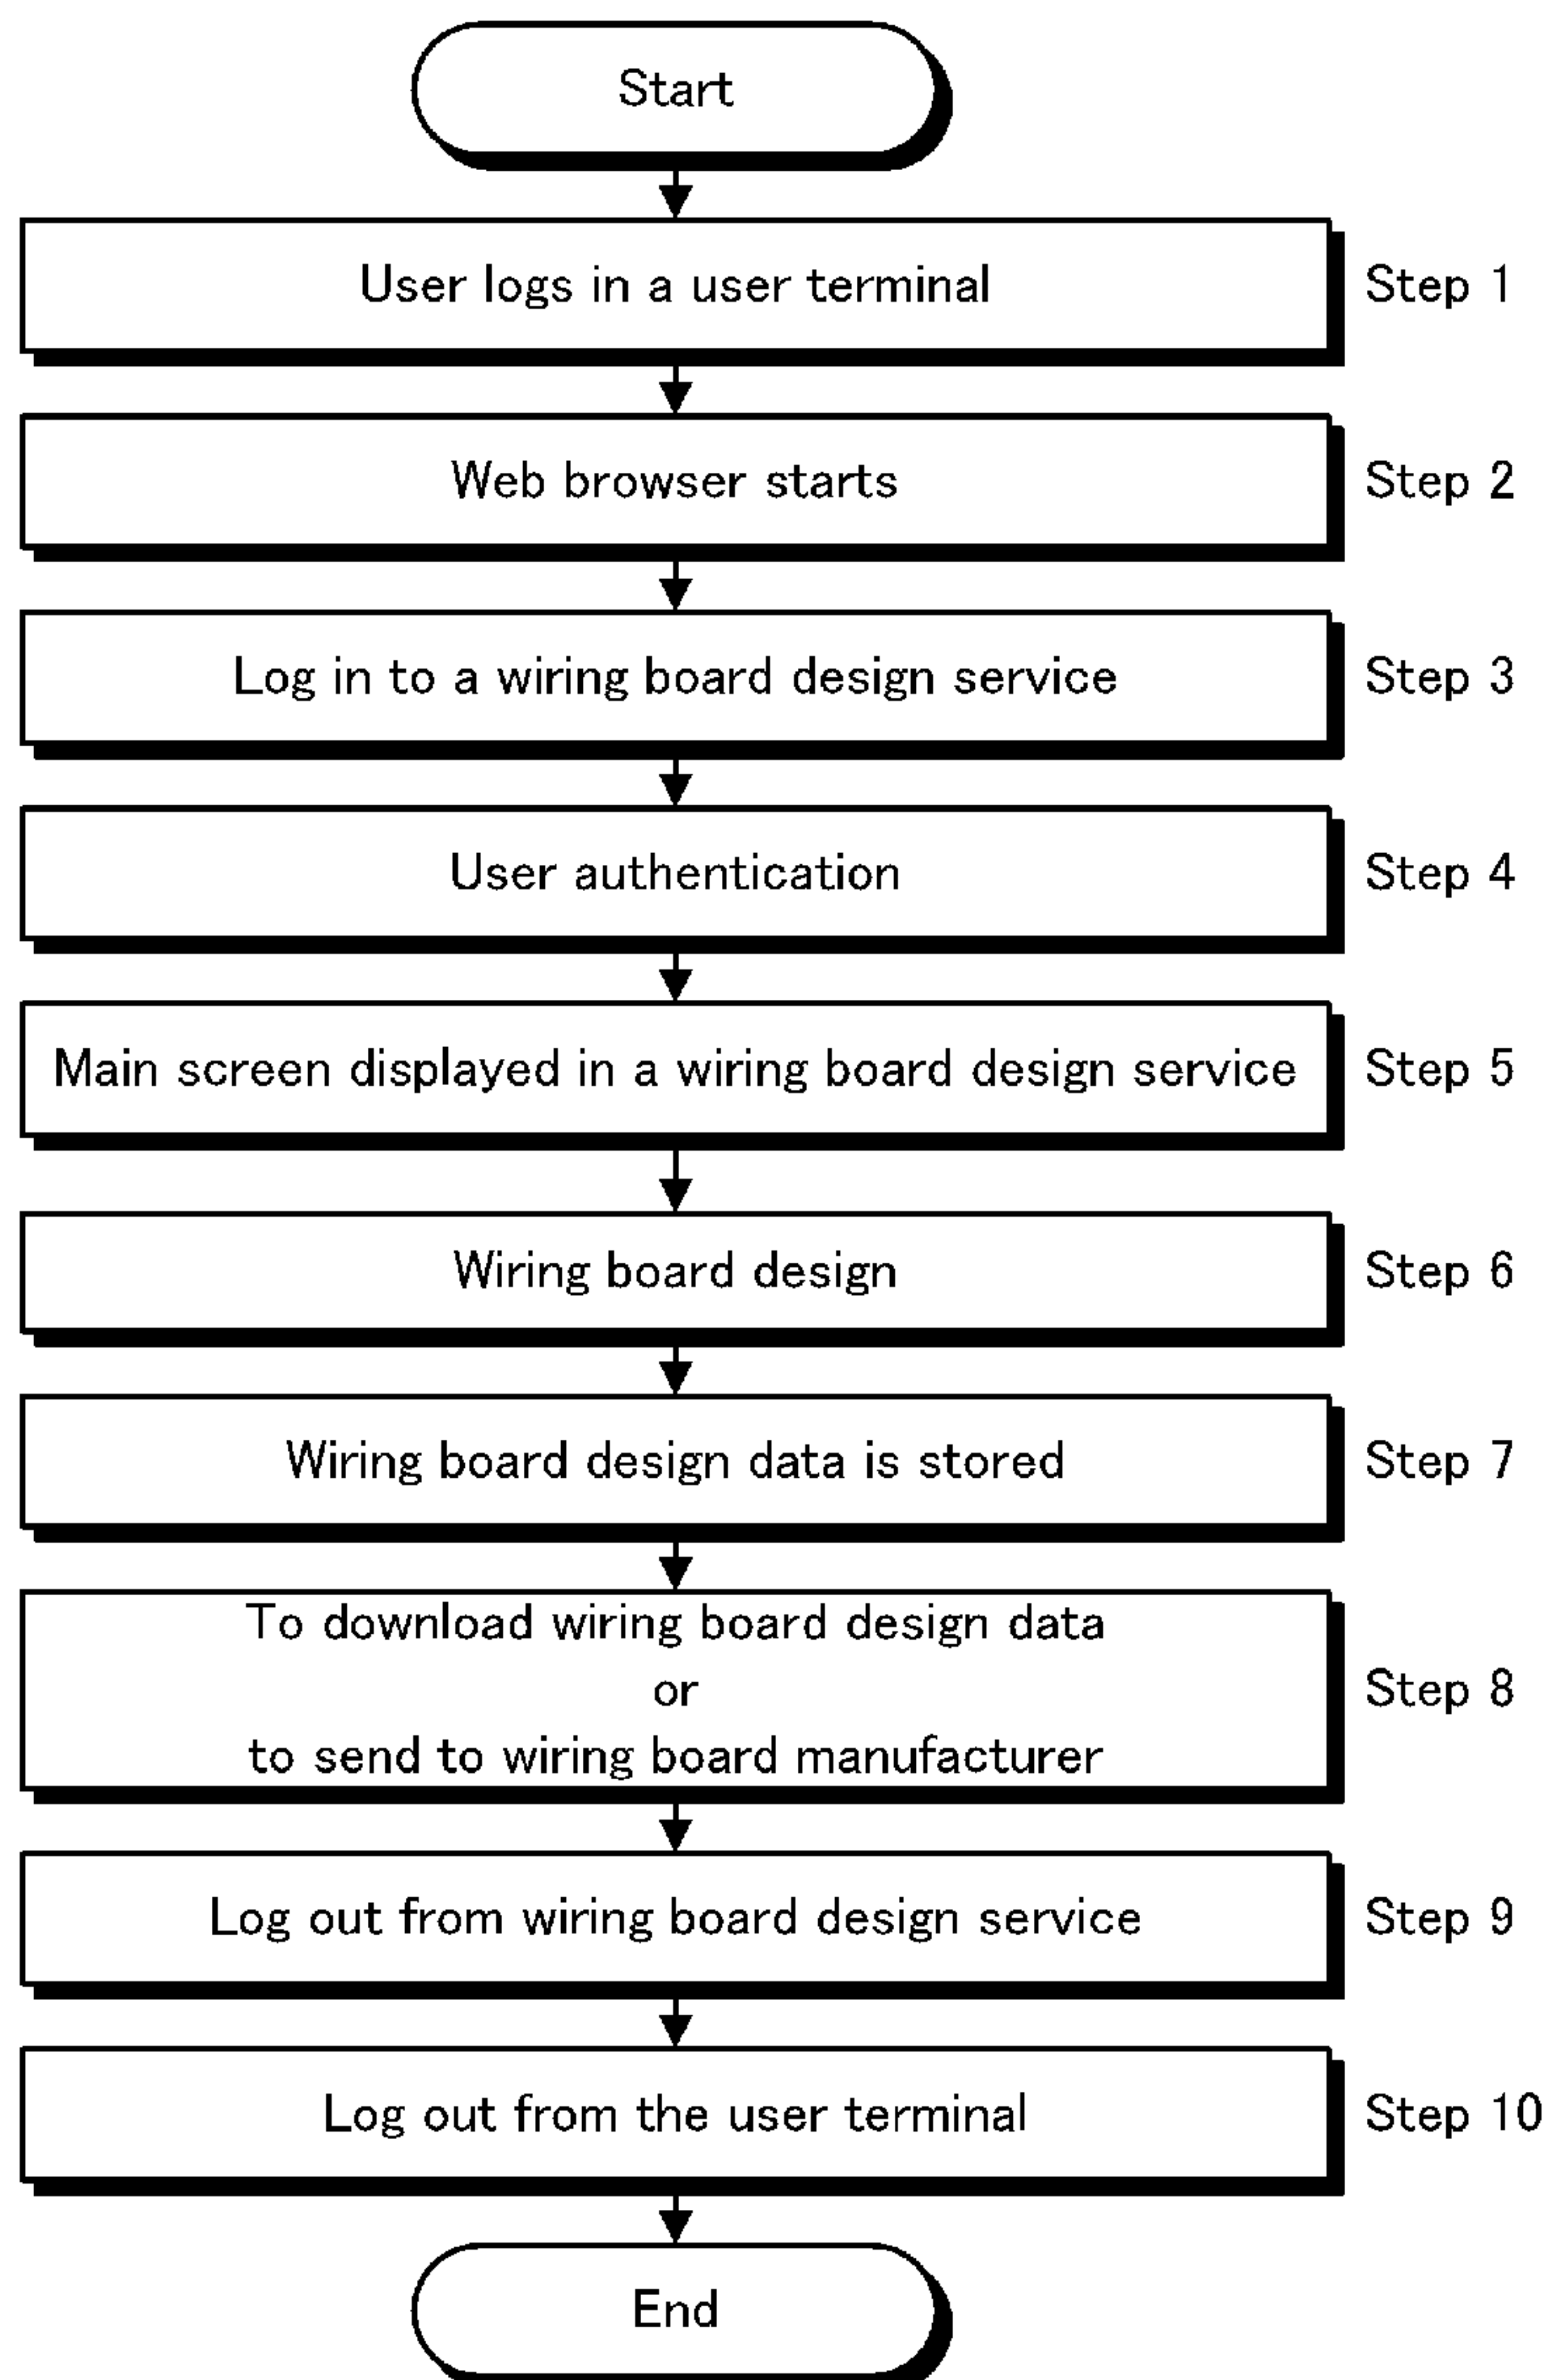 Start
User logs in a user terminal Step 1
Web browser starts Step 2
Log in to a wiring board design service Step 3
User authentication Step 4
Main screen displayed in a wiring board design service Step 5
Wiring board design Step 6
Wiring board design data is stored Step 7
To download wiring board design data
or Step 8
to send to wiring board manufacturer
Log out from wiring board design service Step 9
Log out from the user terminal Step 10
End